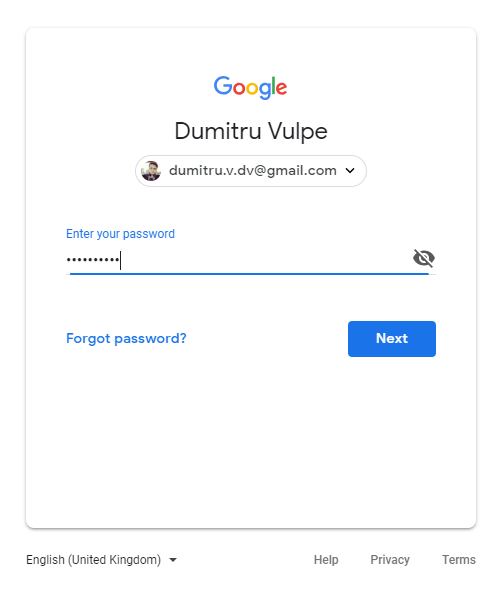 Google
Dumitru Vulpe
dumitru.v.dv@gmail.com
Enter your password
••••••••••
Forgot password?
Next
English (United Kingdom)
Help Privacy Terms